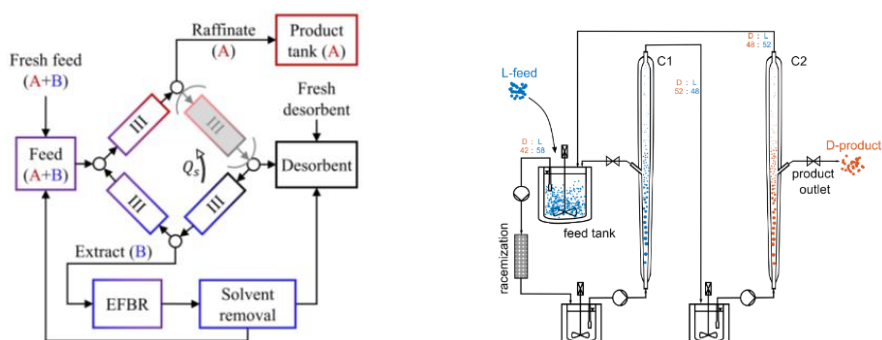 Raffinate
(A)
Product
tank (A)
Fresh feed
(A+B)
III
III
Fresh
desorbent
Feed
(A+B)
Qs
Desorbent
III
III
Extract (B)
EFBR
Solvent
removal
D : L
48 : 52
C1
C2
L-feed
D : L
52 : 48
D : L
42 : 58
D-product
product
outlet
feed tank
racemization